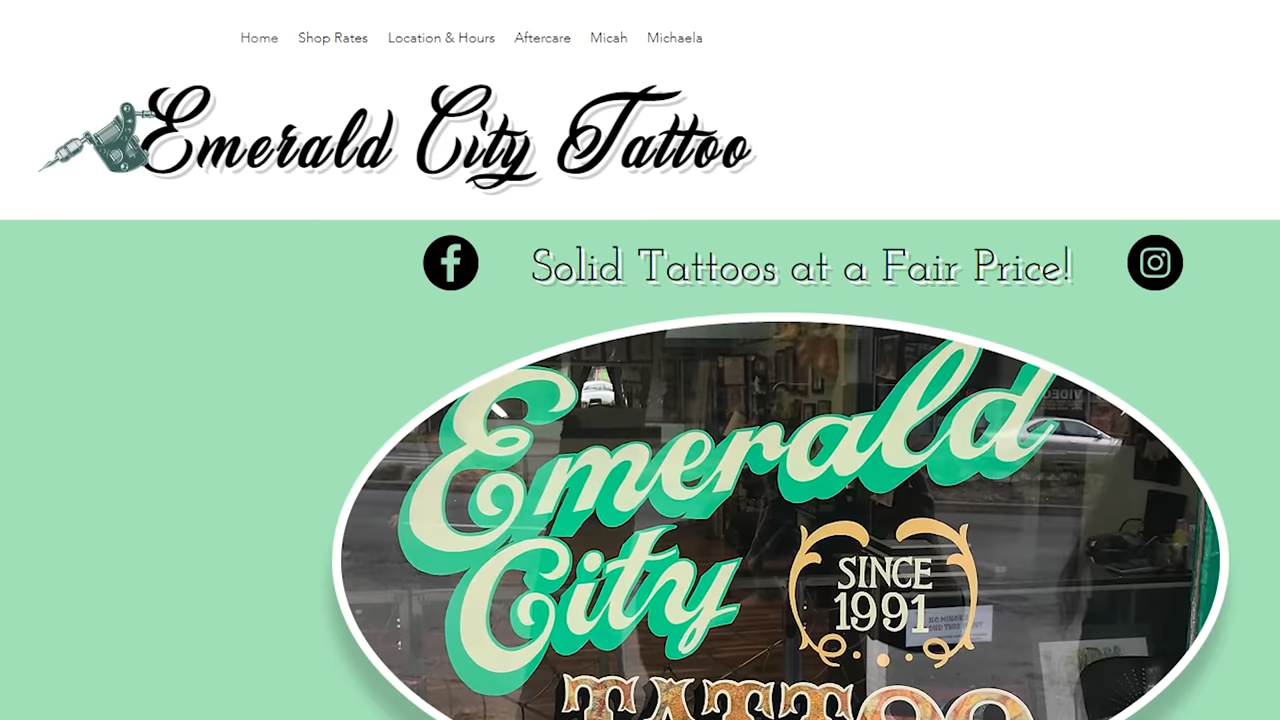 Home Shop Rates Location & Hours Aftercare Micah Michaela
Emerald City Tattoo
Solid Tattoos at a Fair Price!
Emerald
City
SINCE
1991
TATTOO